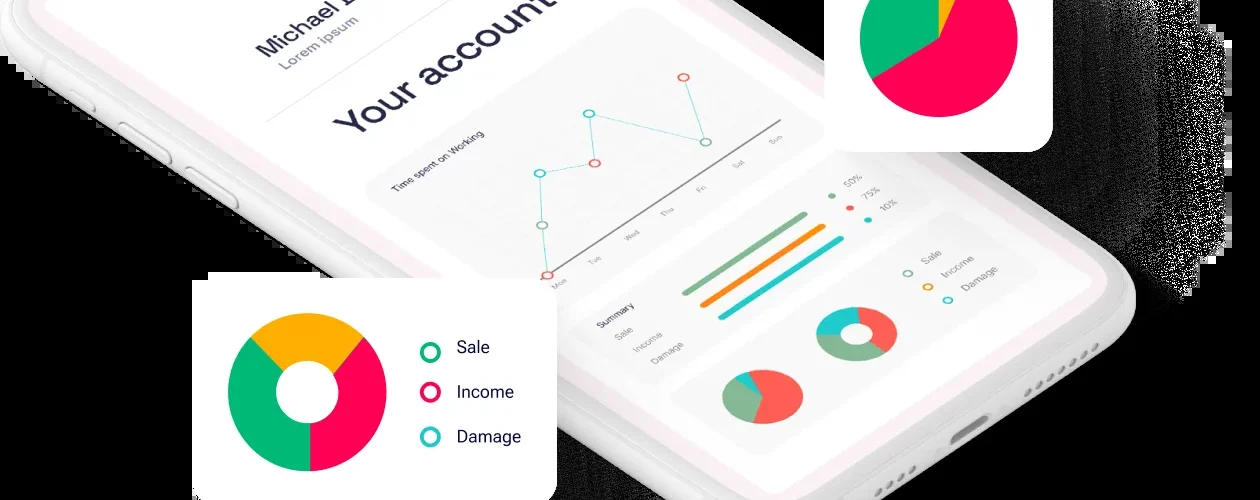 Michael
Lorem ipsum
Your account
Time spent on Working
Mon
Tue
Wed
Thu
Fri
Sat
Sun
50%
75%
10%
Summary
Sale
Income
Damage
Sale
Income
Damage
Sale
Income
Damage